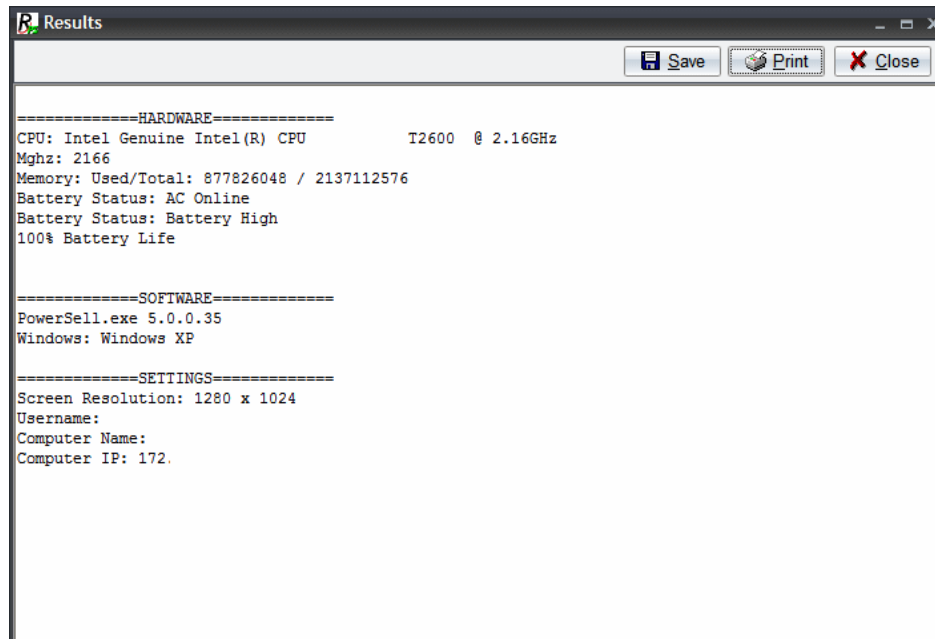 Results
Save Print Close
=============HARDWARE=============
CPU: Intel Genuine Intel(R) CPU           T2600  @ 2.16GHz
Mghz: 2166
Memory: Used/Total: 877826048 / 2137112576
Battery Status: AC Online
Battery Status: Battery High
100% Battery Life
=============SOFTWARE=============
PowerSell.exe 5.0.0.35
Windows: Windows XP
=============SETTINGS=============
Screen Resolution: 1280 x 1024
Username:
Computer Name:
Computer IP: 172.